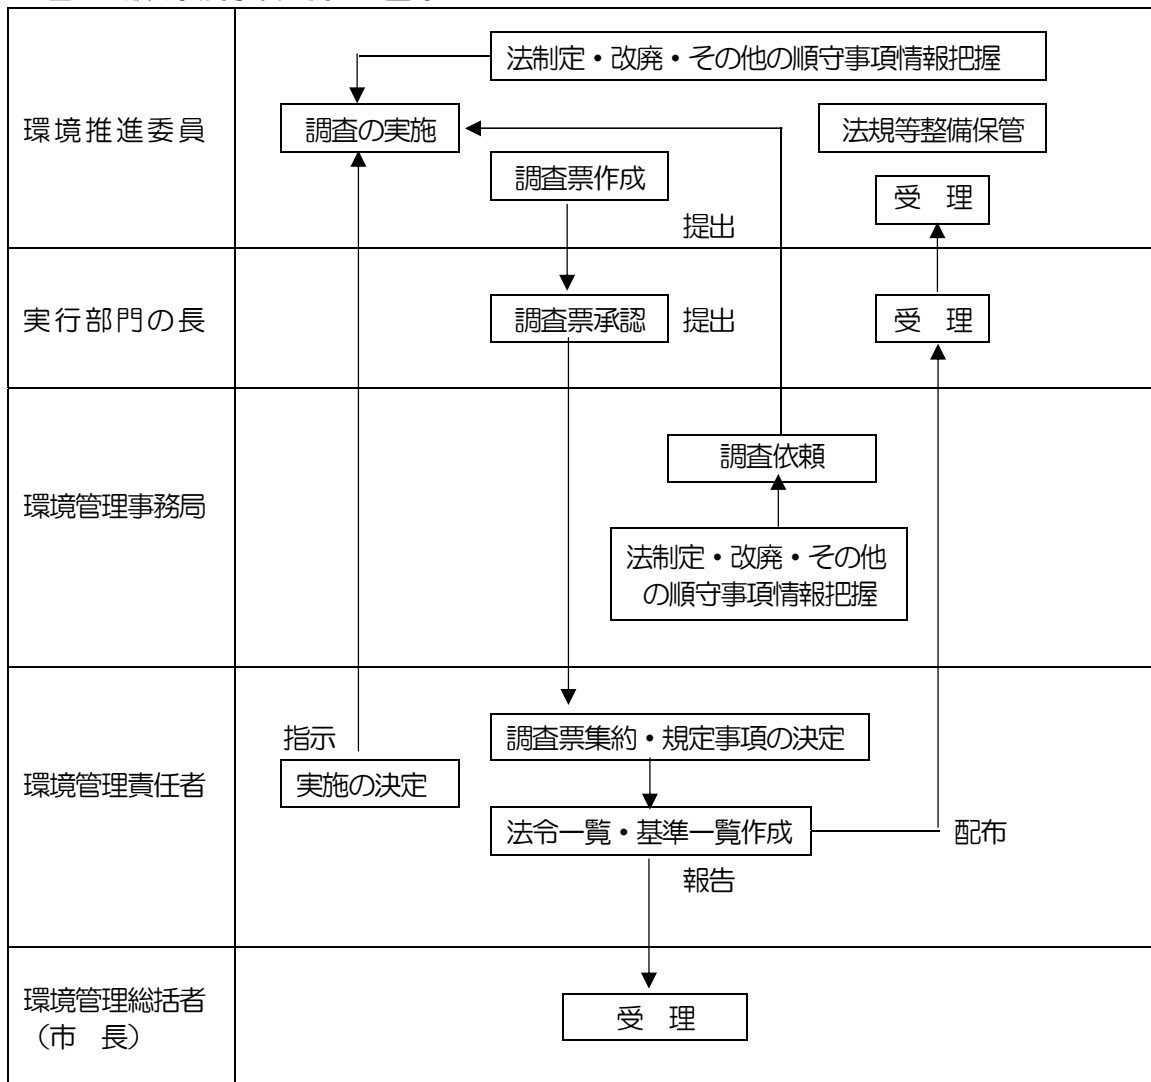 法制定・改廃・その他の順守事項情報把握
環境推進委員
調査の実施
法規等整備保管
調査票作成
受　理
提出
実行部門の長
調査票承認
提出
受　理
調査依頼
環境管理事務局
法制定・改廃・その他
の順守事項情報把握
指示
調査票集約・規定事項の決定
環境管理責任者
実施の決定
法令一覧・基準一覧作成
配布
報告
環境管理総括者
（市　長）
受　理